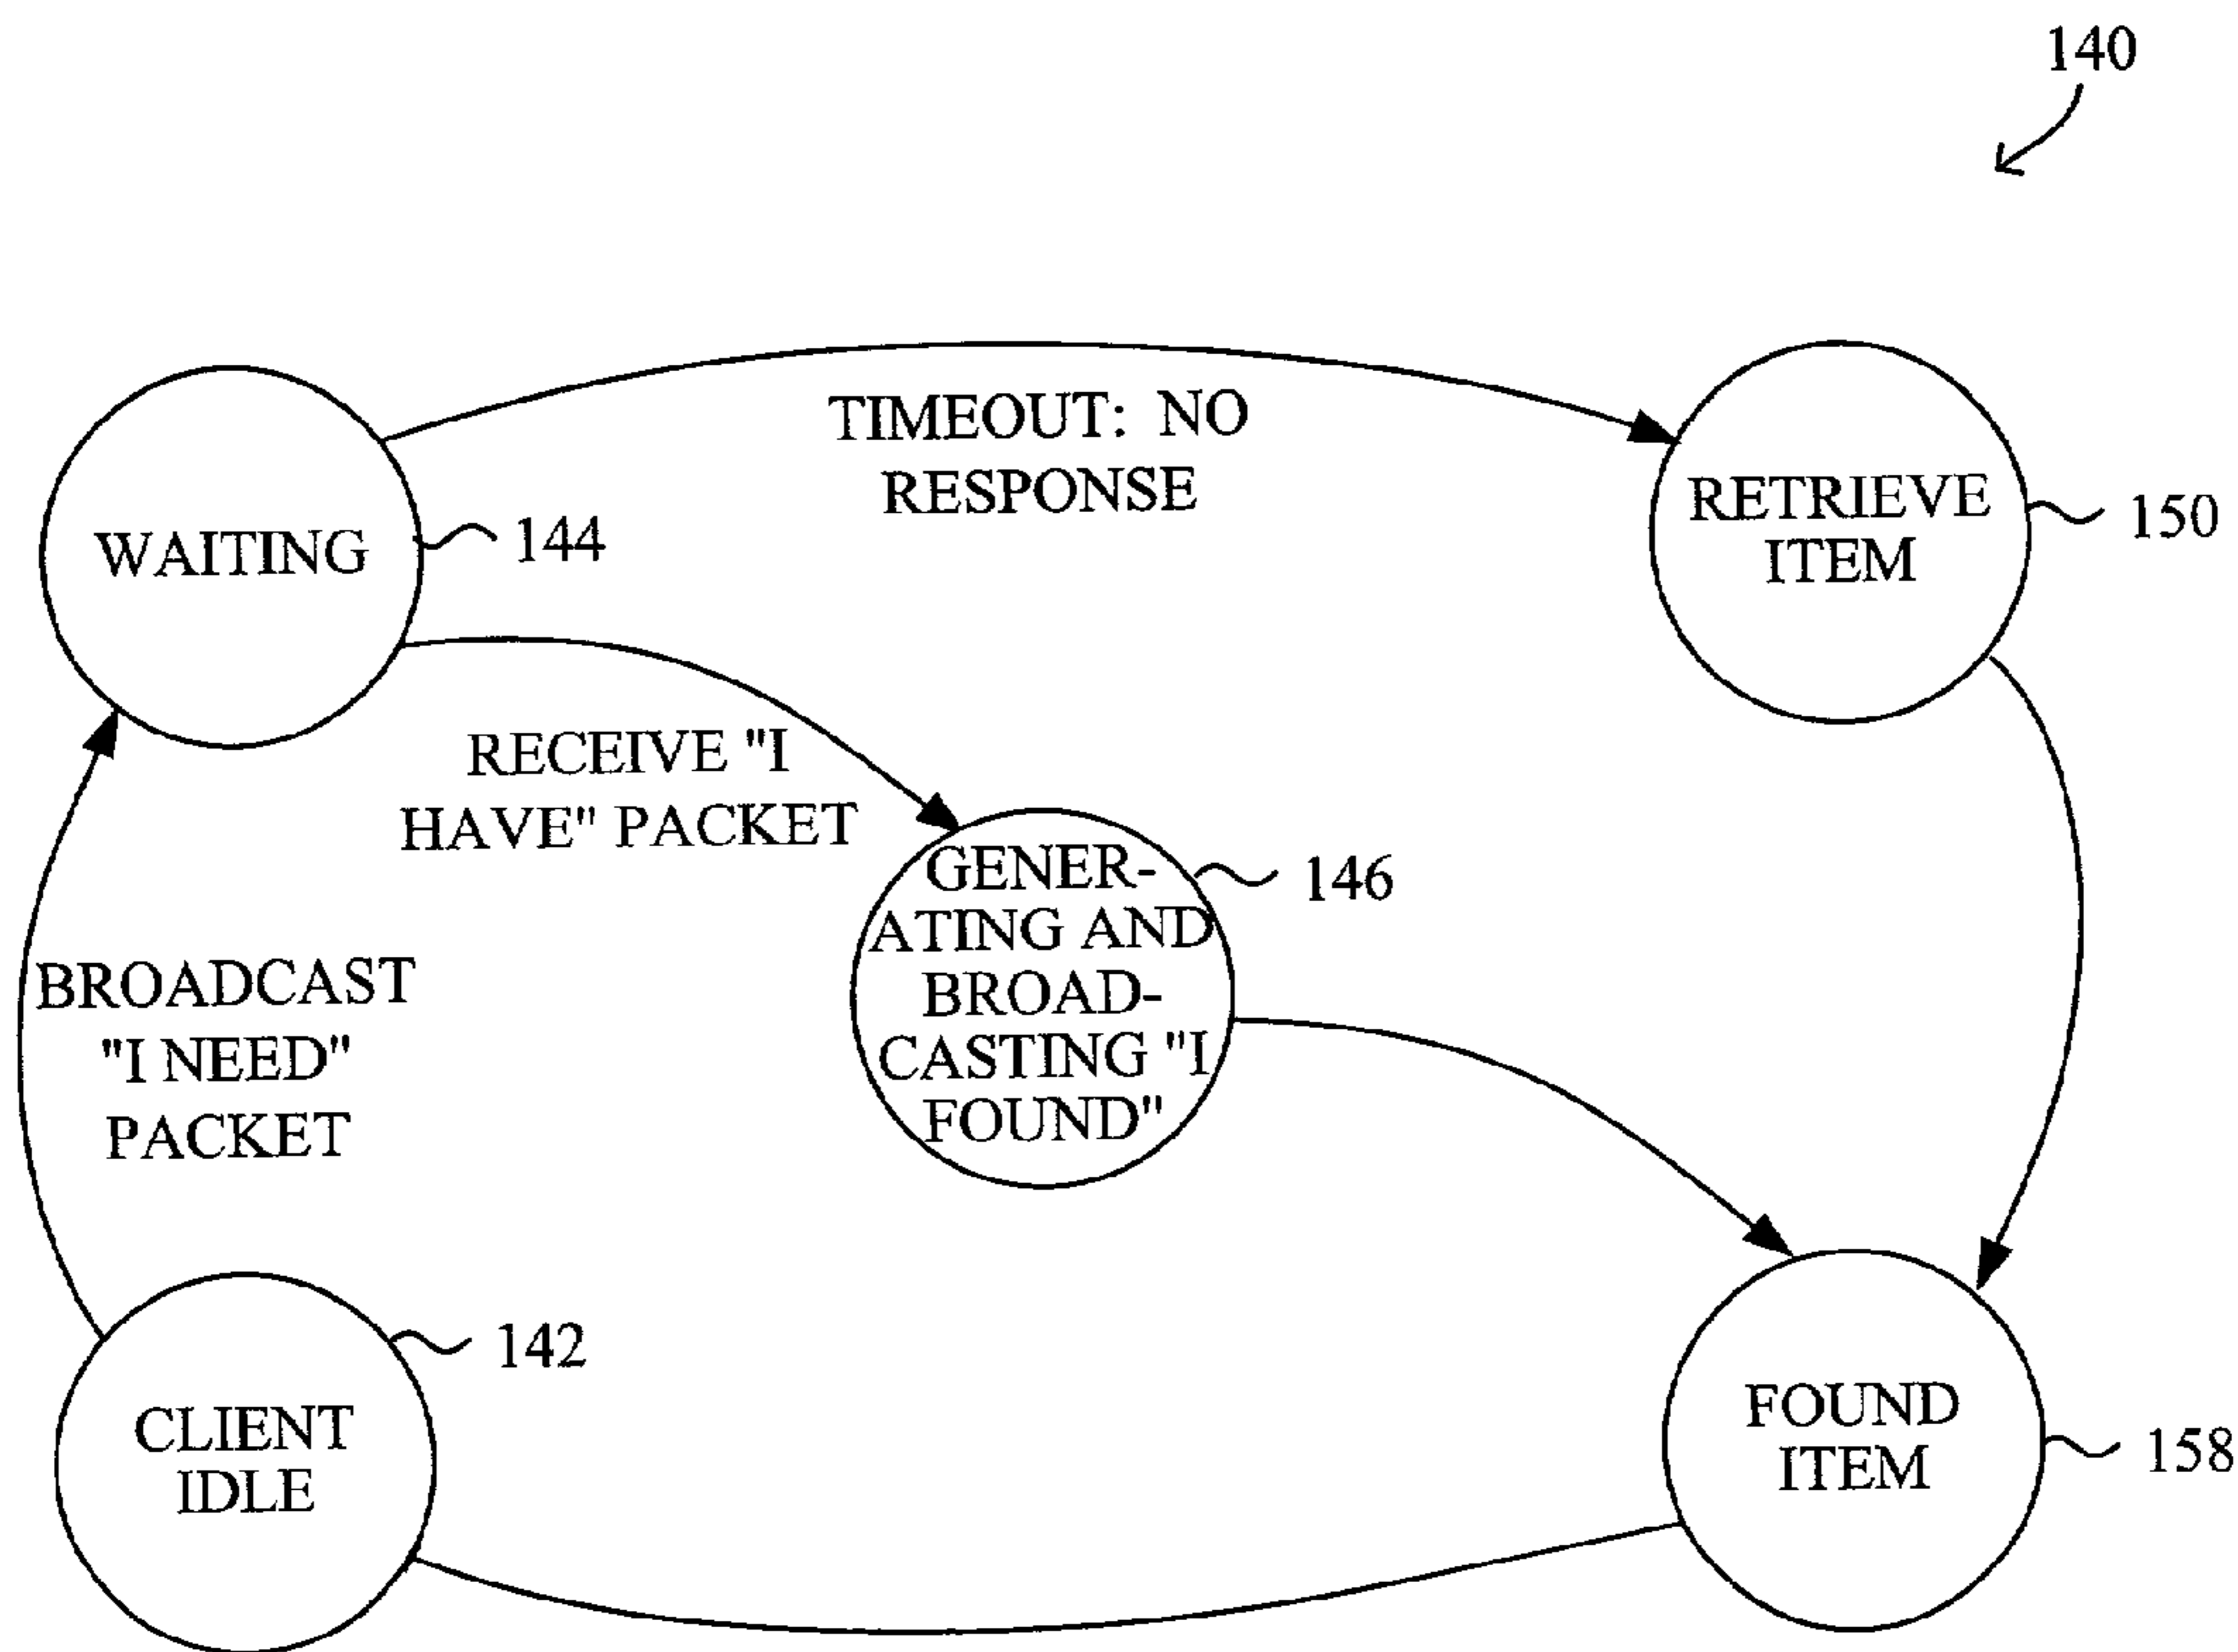 140
TIMEOUT: NO
RESPONSE
WAITING
144
RETRIEVE
ITEM
150
RECEIVE "I
HAVE" PACKET
GENER-
ATING AND
BROAD-
CASTING "I
FOUND"
146
BROADCAST
"I NEED"
PACKET
CLIENT
IDLE
142
FOUND
ITEM
158